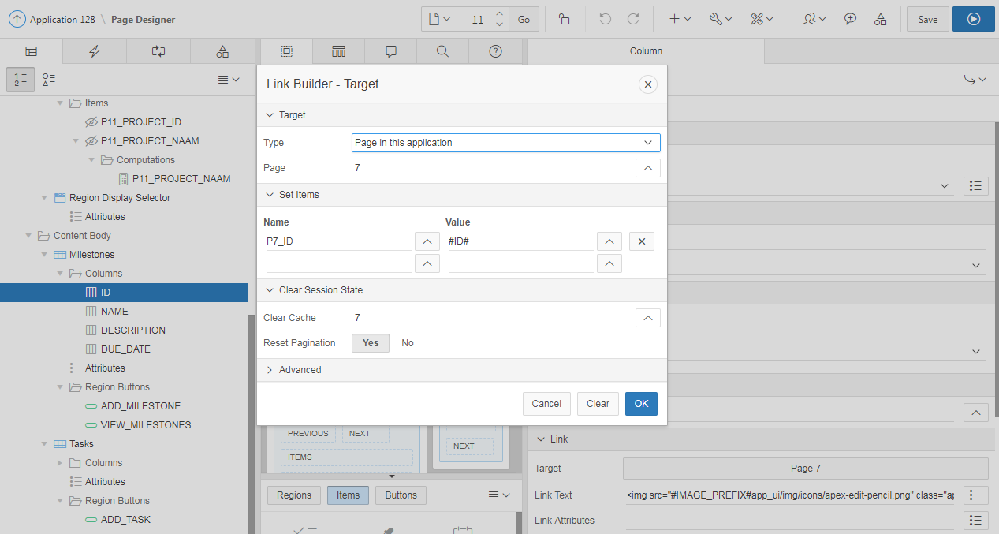 Application 128 \ Page Designer
11
Go
Save
Column
1
2
Items
P11_PROJECT_ID
P11_PROJECT_NAAM
Computations
P11_PROJECT_NAAM
Region Display Selector
Attributes
Content Body
Milestones
Columns
ID
NAME
DESCRIPTION
DUE_DATE
Attributes
Region Buttons
ADD_MILESTONE
VIEW_MILESTONES
Tasks
Columns
Attributes
Region Buttons
ADD_TASK
Link Builder - Target
Target
Type Page in this application
Page 7
Set Items
Name Value
P7_ID #ID#
Clear Session State
Clear Cache 7
Reset Pagination Yes No
Advanced
Cancel Clear OK
PREVIOUS NEXT
ITEMS
NEXT
Regions Items Buttons
Link
Target Page 7
Link Text <img src="#IMAGE_PREFIX#app_ui/img/icons/apex-edit-pencil.png" class="ap
Link Attributes